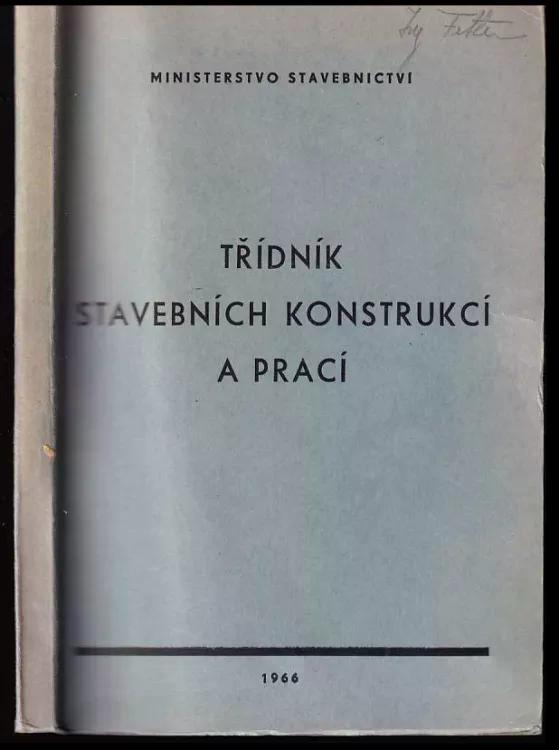 MINISTERSTVO STAVEBNICTVÍ
TŘÍDNÍK
STAVEBNÍCH KONSTRUKCÍ
A PRACÍ
1966